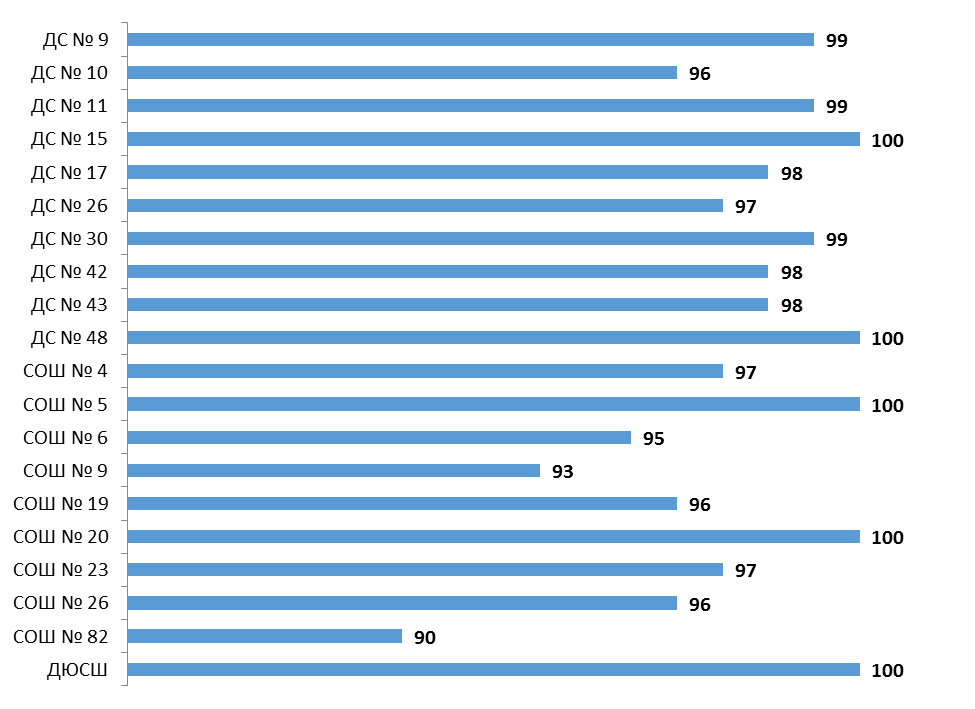 ДС № 9 99
ДС № 10 96
ДС № 11 99
ДС № 15 100
ДС № 17 98
ДС № 26 97
ДС № 30 99
ДС № 42 98
ДС № 43 98
ДС № 48 100
СОШ № 4 97
СОШ № 5 100
СОШ № 6 95
СОШ № 9 93
СОШ № 19 96
СОШ № 20 100
СОШ № 23 97
СОШ № 26 96
СОШ № 82 90
ДЮСШ 100